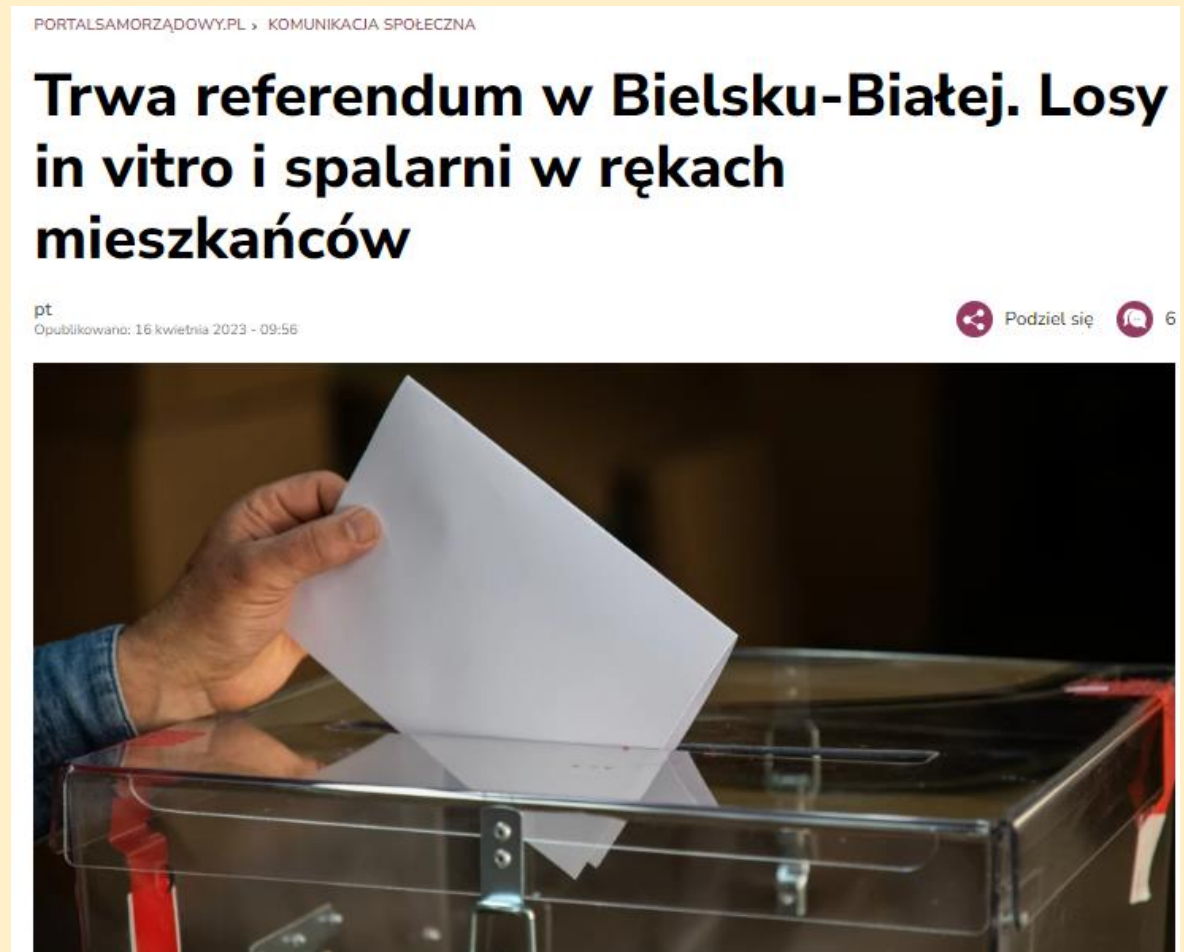 PORTALSAMORZĄDOWY.PL › KOMUNIKACJA SPOŁECZNA
Trwa referendum w Bielsku-Białej. Losy
in vitro i spalarni w rękach
mieszkańców
pt
Opublikowano: 16 kwietnia 2023 - 09:56
Podziel się 6